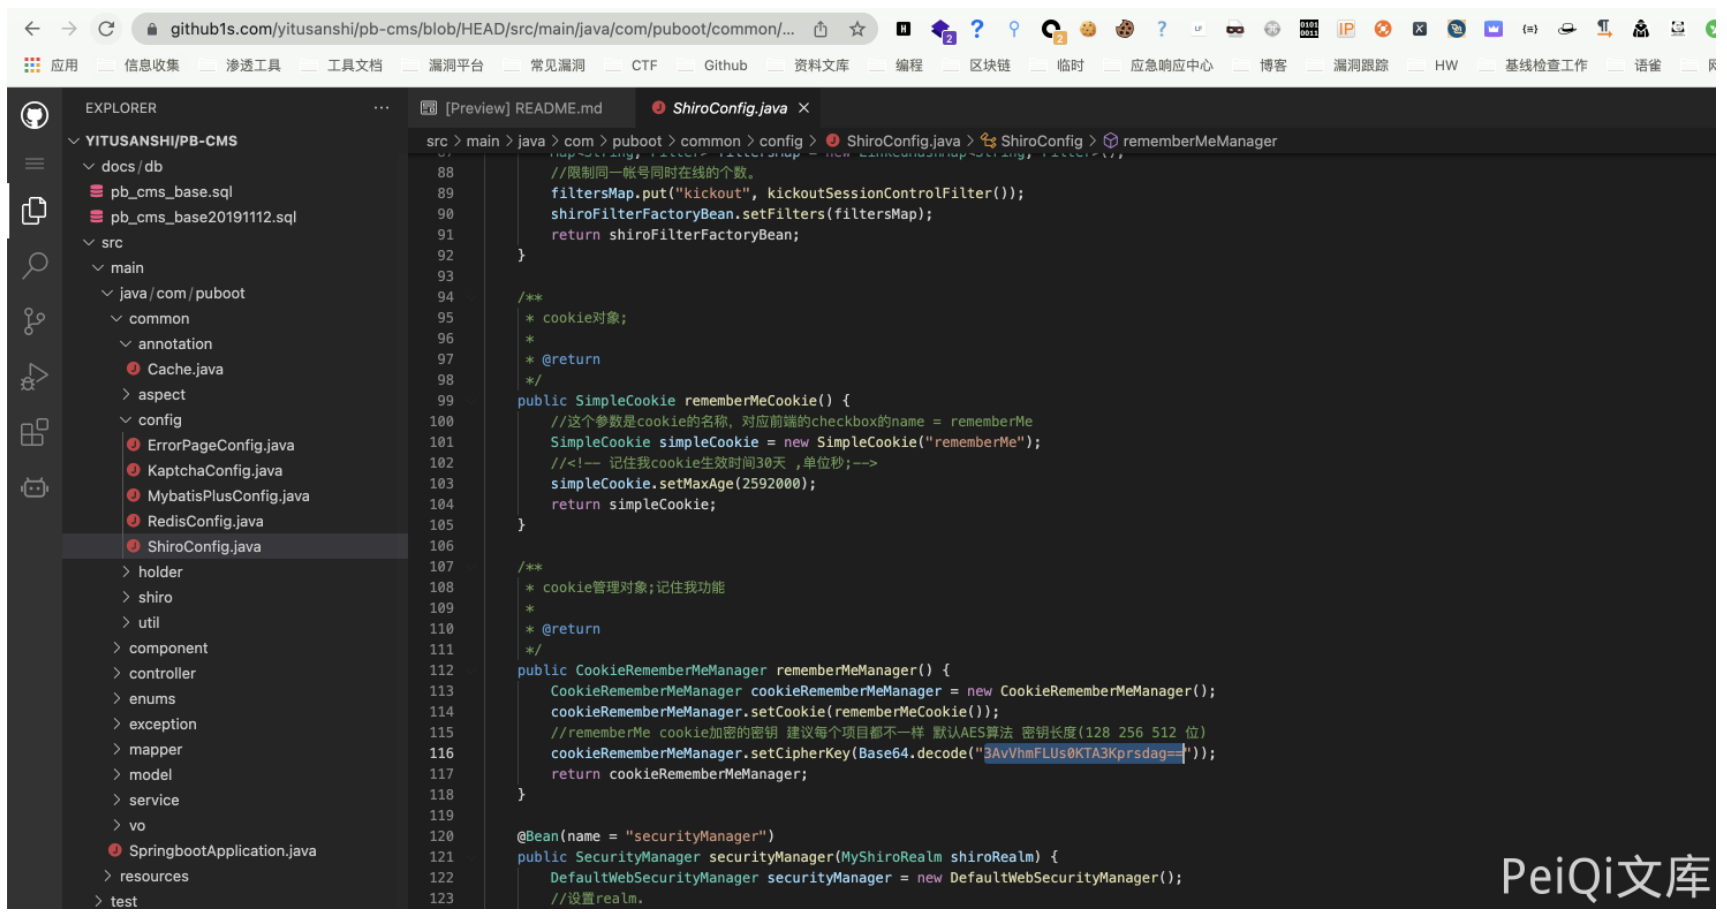 github1s.com/yitusanshi/pb-cms/blob/HEAD/src/main/java/com/puboot/common/...
应用 信息收集 渗透工具 工具文档 漏洞平台 常见漏洞 CTF Github 资料文库 编程 区块链 临时 应急响应中心 博客 漏洞跟踪 HW 基线检查工作 语雀
EXPLORER
YITUSANSHI/PB-CMS
docs/db
pb_cms_base.sql
pb_cms_base20191112.sql
src
main
java/com/puboot
common
annotation
Cache.java
aspect
config
ErrorPageConfig.java
KaptchaConfig.java
MybatisPlusConfig.java
RedisConfig.java
ShiroConfig.java
holder
shiro
util
component
controller
enums
exception
mapper
model
service
vo
SpringbootApplication.java
resources
test
[Preview] README.md ShiroConfig.java
src > main > java > com > puboot > common > config > ShiroConfig.java > ShiroConfig > rememberMeManager
87 Map<String, Filter> filtersMap = new LinkedHashMap<String, Filter>();
88 //限制同一帐号同时在线的个数。
89 filtersMap.put("kickout", kickoutSessionControlFilter());
90 shiroFilterFactoryBean.setFilters(filtersMap);
91 return shiroFilterFactoryBean;
92 }
93
94 /**
95 * cookie对象;
96 *
97 * @return
98 */
99 public SimpleCookie rememberMeCookie() {
100 //这个参数是cookie的名称，对应前端的checkbox的name = rememberMe
101 SimpleCookie simpleCookie = new SimpleCookie("rememberMe");
102 //<!-- 记住我cookie生效时间30天 ,单位秒;-->
103 simpleCookie.setMaxAge(2592000);
104 return simpleCookie;
105 }
106
107 /**
108 * cookie管理对象;记住我功能
109 *
110 * @return
111 */
112 public CookieRememberMeManager rememberMeManager() {
113 CookieRememberMeManager cookieRememberMeManager = new CookieRememberMeManager();
114 cookieRememberMeManager.setCookie(rememberMeCookie());
115 //rememberMe cookie加密的密钥 建议每个项目都不一样 默认AES算法 密钥长度(128 256 512 位)
116 cookieRememberMeManager.setCipherKey(Base64.decode("3AvVhmFLUs0KTA3Kprsdag=="));
117 return cookieRememberMeManager;
118 }
119
120 @Bean(name = "securityManager")
121 public SecurityManager securityManager(MyShiroRealm shiroRealm) {
122 DefaultWebSecurityManager securityManager = new DefaultWebSecurityManager();
123 //设置realm.
PeiQi文库